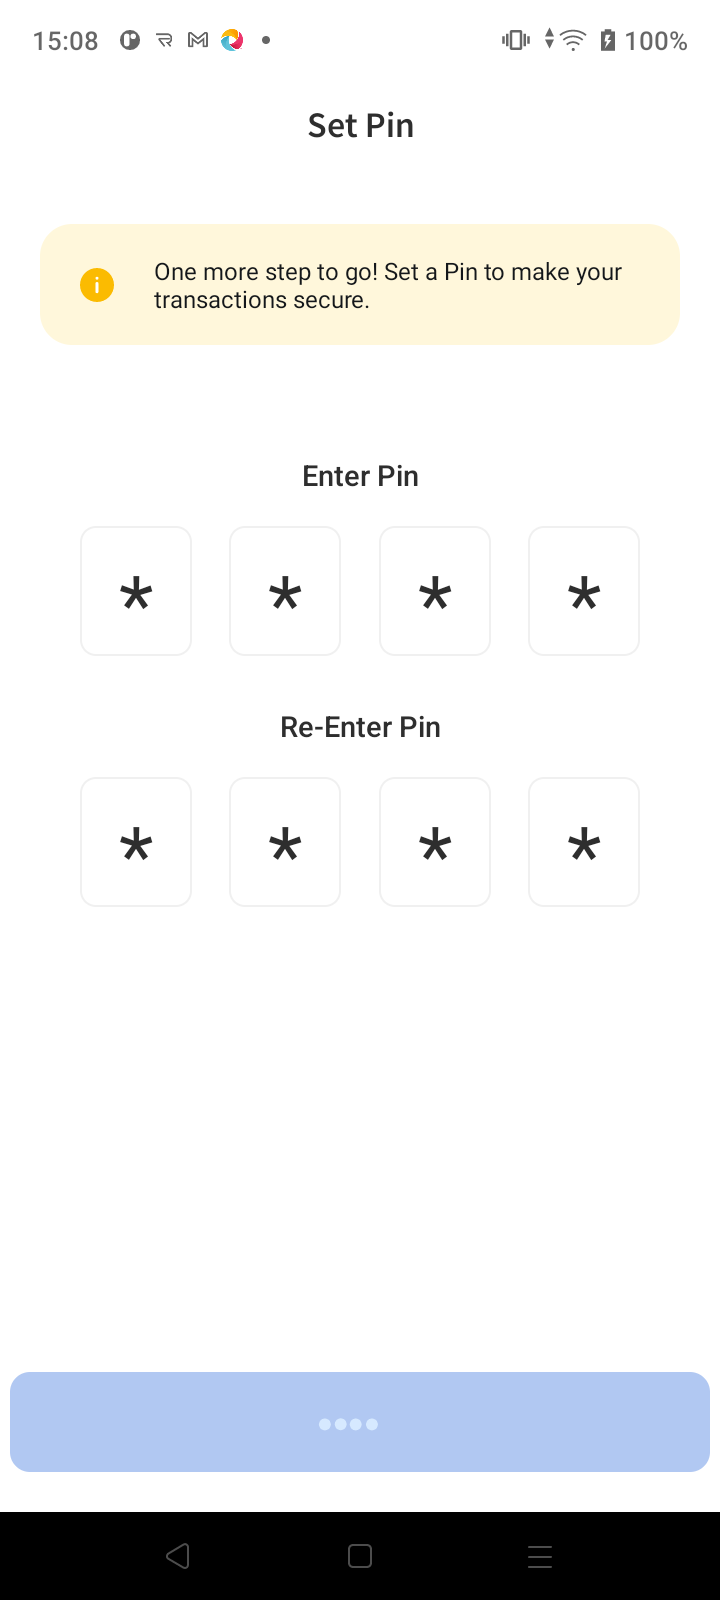 15:08
100%
Set Pin
One more step to go! Set a Pin to make your
transactions secure.
Enter Pin
* * * *
Re-Enter Pin
* * * *